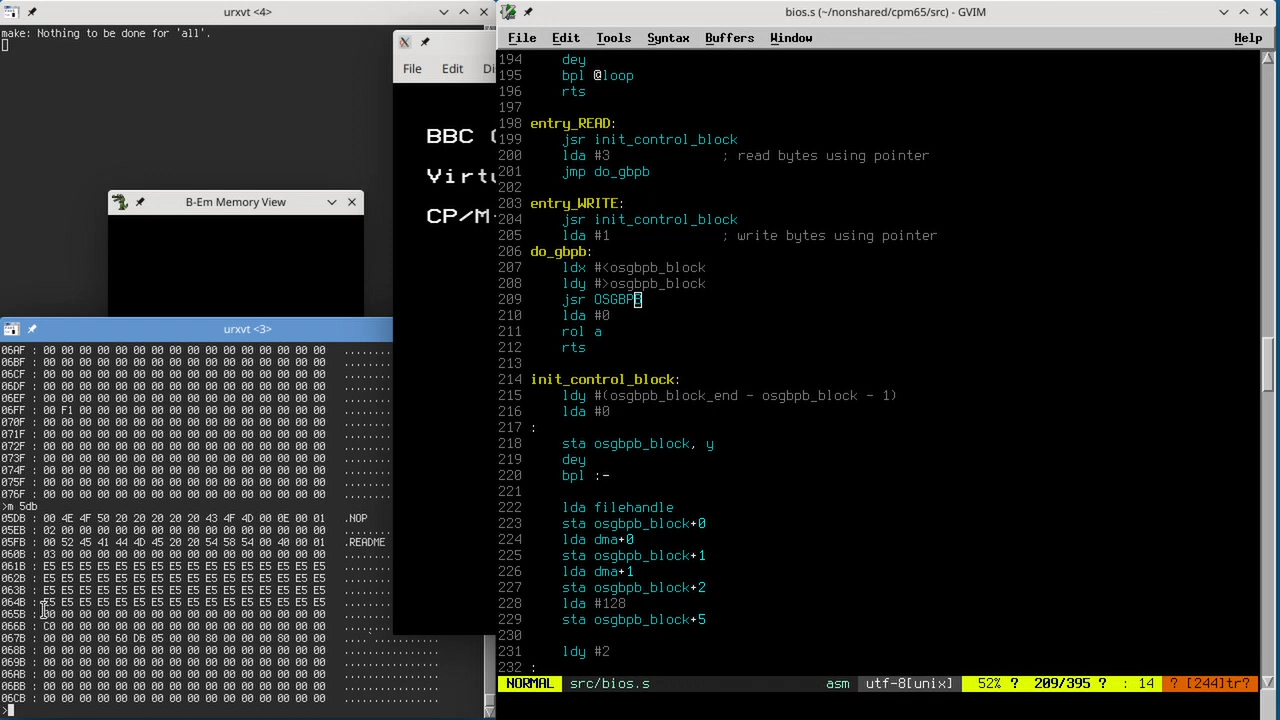 urxvt <4>
make: Nothing to be done for 'all'.
B-Em Memory View
File Edit D
BBC
Virtu
CP/M
urxvt <3>
06AF : 00 00 00 00 00 00 00 00 00 00 00 00 00 00 00 00 ........
06BF : 00 00 00 00 00 00 00 00 00 00 00 00 00 00 00 00 ........
06CF : 00 00 00 00 00 00 00 00 00 00 00 00 00 00 00 00 ........
06DF : 00 00 00 00 00 00 00 00 00 00 00 00 00 00 00 00 ........
06EF : 00 00 00 00 00 00 00 00 00 00 00 00 00 00 00 00 ........
06FF : 00 F1 00 00 00 00 00 00 00 00 00 00 00 00 00 00 ........
070F : 00 00 00 00 00 00 00 00 00 00 00 00 00 00 00 00 ........
071F : 00 00 00 00 00 00 00 00 00 00 00 00 00 00 00 00 ........
072F : 00 00 00 00 00 00 00 00 00 00 00 00 00 00 00 00 ........
073F : 00 00 00 00 00 00 00 00 00 00 00 00 00 00 00 00 ........
074F : 00 00 00 00 00 00 00 00 00 00 00 00 00 00 00 00 ........
075F : 00 00 00 00 00 00 00 00 00 00 00 00 00 00 00 00 ........
076F : 00 00 00 00 00 00 00 00 00 00 00 00 00 00 00 00 ........
>m 5db
05DB : 00 4E 4F 50 20 20 20 20 20 43 4F 4D 00 0E 00 01 .NOP
05EB : 02 00 00 00 00 00 00 00 00 00 00 00 00 00 00 00 ........
05FB : 00 52 45 41 44 4D 45 20 20 54 58 54 00 40 00 01 .README
060B : 03 00 00 00 00 00 00 00 00 00 00 00 00 00 00 00 ........
061B : E5 E5 E5 E5 E5 E5 E5 E5 E5 E5 E5 E5 E5 E5 E5 E5 ........
062B : E5 E5 E5 E5 E5 E5 E5 E5 E5 E5 E5 E5 E5 E5 E5 E5 ........
063B : E5 E5 E5 E5 E5 E5 E5 E5 E5 E5 E5 E5 E5 E5 E5 E5 ........
064B : E5 E5 E5 E5 E5 E5 E5 E5 E5 E5 E5 E5 E5 E5 E5 E5 ........
065B : 00 00 00 00 00 00 00 00 00 00 00 00 00 00 00 ........
066B : C0 00 00 00 00 00 00 00 00 00 00 00 00 00 00 00 ........
067B : 00 00 00 00 60 DB 05 00 00 80 00 00 00 00 00 00 ....`...........
068B : 00 00 00 00 00 00 00 00 00 00 00 00 00 00 00 00 ................
069B : 00 00 00 00 00 00 00 00 00 00 00 00 00 00 00 00 ................
06AB : 00 00 00 00 00 00 00 00 00 00 00 00 00 00 00 00 ................
06BB : 00 00 00 00 00 00 00 00 00 00 00 00 00 00 00 00 ................
06CB : 00 00 00 00 00 00 00 00 00 00 00 00 00 00 00 00 ................
>
bios.s (~/nonshared/cpm65/src) - GVIM
File Edit Tools Syntax Buffers Window Help
194 dey
195 bpl @loop
196 rts
197
198 entry_READ:
199 jsr init_control_block
200 lda #3 ; read bytes using pointer
201 jmp do_gbpb
202
203 entry_WRITE:
204 jsr init_control_block
205 lda #1 ; write bytes using pointer
206 do_gbpb:
207 ldx #<osgbpb_block
208 ldy #>osgbpb_block
209 jsr OSGBPB
210 lda #0
211 rol a
212 rts
213
214 init_control_block:
215 ldy #(osgbpb_block_end - osgbpb_block - 1)
216 lda #0
217 :
218 sta osgbpb_block, y
219 dey
220 bpl :-
221
222 lda filehandle
223 sta osgbpb_block+0
224 lda dma+0
225 sta osgbpb_block+1
226 lda dma+1
227 sta osgbpb_block+2
228 lda #128
229 sta osgbpb_block+5
230
231 ldy #2
232 :
NORMAL src/bios.s asm utf-8[unix] 52% ? 209/395 ? : 14 ? [244]tr?